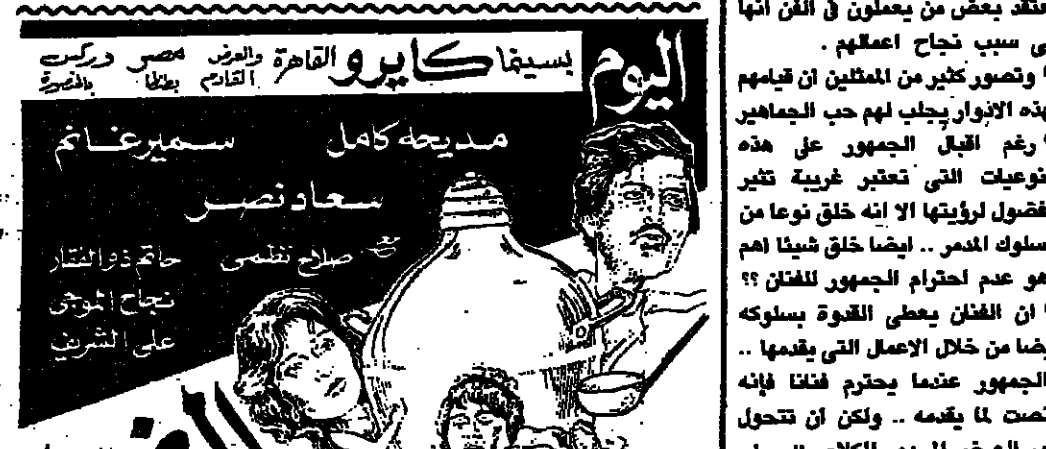 اليوم
بسينما كايرو القاهرة والعرض القادم مصر بطنطا دركس بالمنصورة
مديحه كامل سمير غانم
سعاد نصر
مع صلاح نظمى حاتم ذوالفقار
نجاح الموجى
على الشريف
يعتقد بعض من يعملون فى الفن أنها
سبب نجاح اعمالهم .
* وتصور كثير من الممثلين ان قيامهم
بهذه الادوار يجلب لهم حب الجماهير
* رغم اقبال الجمهور على هذه
النوعيات التى تعتبر غريبة تثير
الفضول لرؤيتها الا انه خلق نوعا من
السلوك المدمر .. ايضا خلق شيئا اهم
هو عدم احترام الجمهور للفنان ؟؟
* ان الفنان يعطى القدوة بسلوكه
ايضا من خلال الاعمال التى يقدمها ..
الجمهور عندما يحترم فنانا فإنه
ينصت لما يقدمه .. ولكن ان تتحول